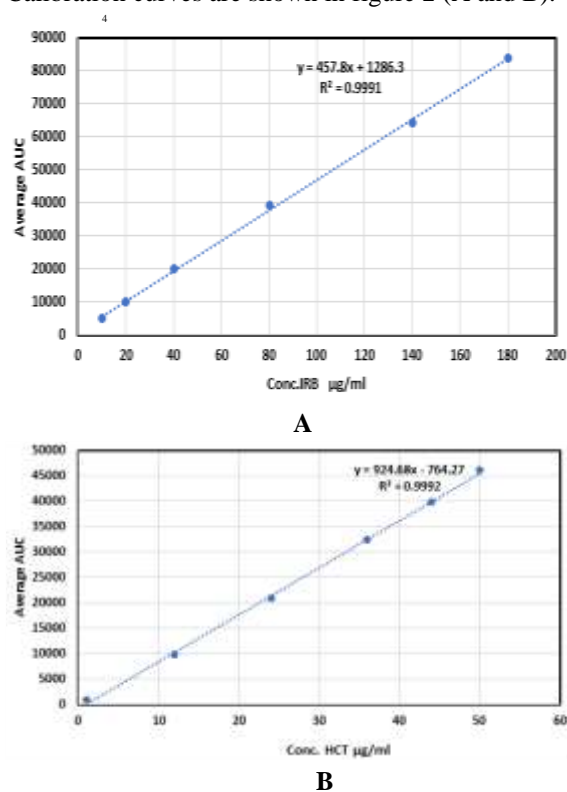 Calibration curves are shown in figure 2 (A and B).
4
90000
80000
70000
60000
50000
40000
30000
20000
10000
0
Average AUC
y = 457.8x + 1286.3
R² = 0.9991
0 20 40 60 80 100 120 140 160 180 200
Conc.IRB µg/ml
A
50000
45000
40000
35000
30000
25000
20000
15000
10000
5000
0
Average AUC
y = 924.68x - 764.27
R² = 0.9992
0 10 20 30 40 50 60
Conc. HCT µg/ml
B